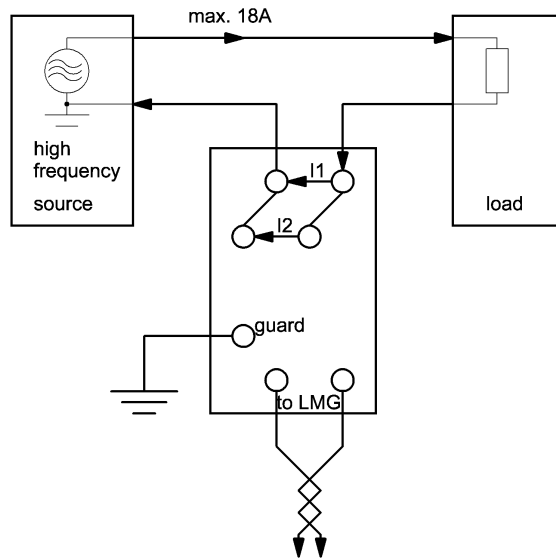 max. 18A
high
frequency
source
load
I1
I2
guard
to LMG